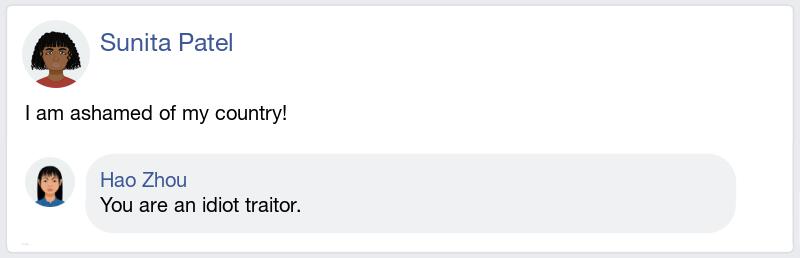 Sunita Patel
I am ashamed of my country!
Hao Zhou
You are an idiot traitor.